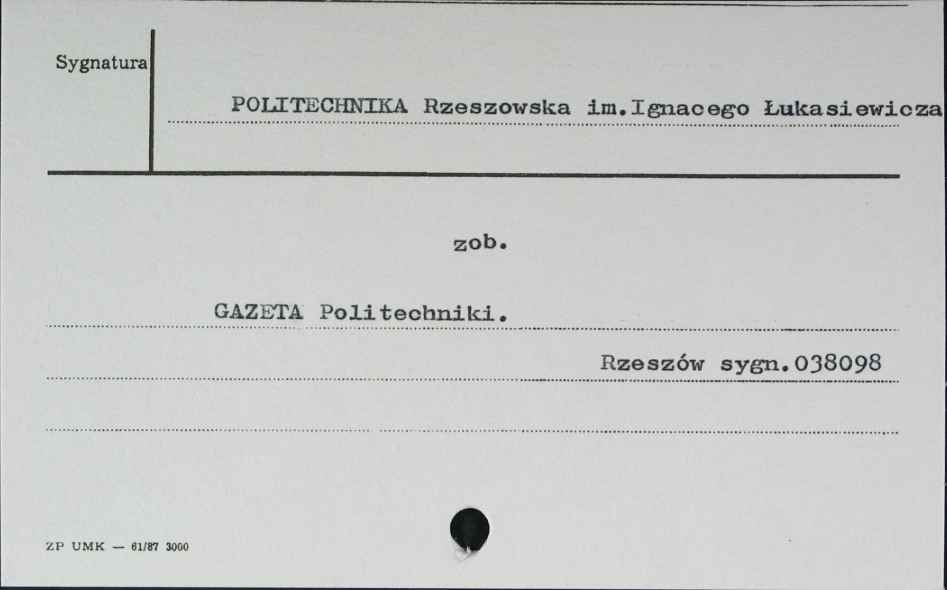 Sygnatura
POLITECHNIKA Rzeszowska im.Ignacego Łukasiewicza
zob.
GAZETA Politechniki.
Rzeszów sygn.038098
ZP UMK — 61/87 3000